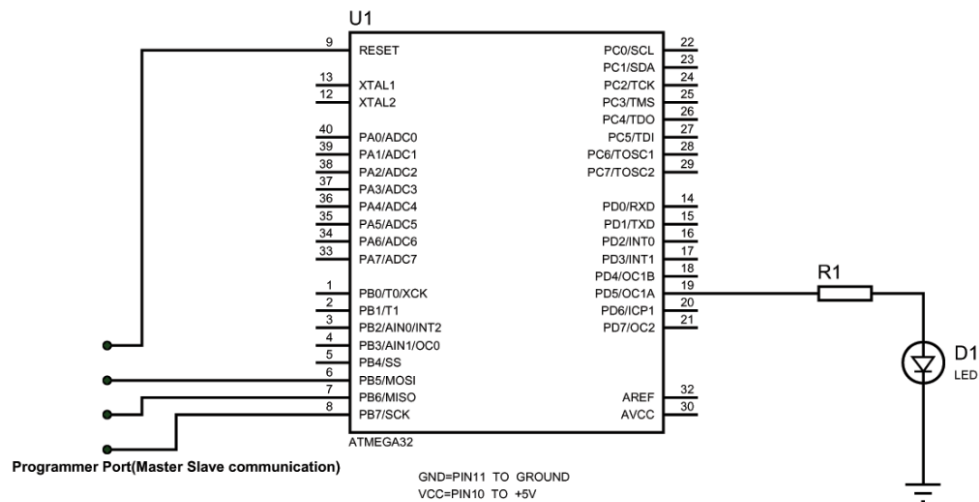 U1
9 RESET
13 XTAL1
12 XTAL2
40 PA0/ADC0
39 PA1/ADC1
38 PA2/ADC2
37 PA3/ADC3
36 PA4/ADC4
35 PA5/ADC5
34 PA6/ADC6
33 PA7/ADC7
1 PB0/T0/XCK
2 PB1/T1
3 PB2/AIN0/INT2
4 PB3/AIN1/OC0
5 PB4/SS
6 PB5/MOSI
7 PB6/MISO
8 PB7/SCK
PC0/SCL 22
PC1/SDA 23
PC2/TCK 24
PC3/TMS 25
PC4/TDO 26
PC5/TDI 27
PC6/TOSC1 28
PC7/TOSC2 29
PD0/RXD 14
PD1/TXD 15
PD2/INT0 16
PD3/INT1 17
PD4/OC1B 18
PD5/OC1A 19
PD6/ICP1 20
PD7/OC2 21
AREF 32
AVCC 30
ATMEGA32
R1
D1
LED
Programmer Port(Master Slave communication)
GND=PIN11 TO GROUND
VCC=PIN10 TO +5V